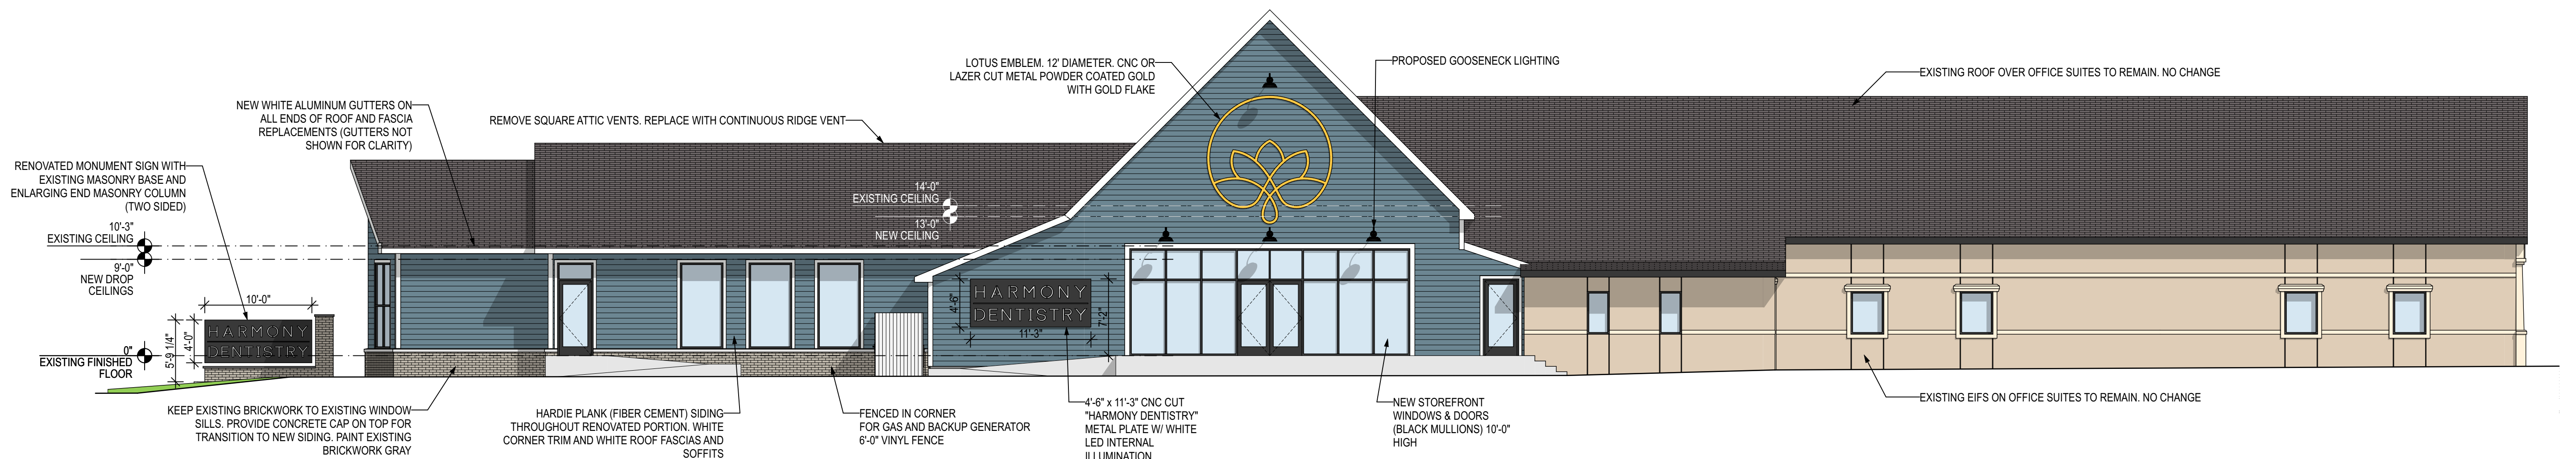 LOTUS EMBLEM. 12' DIAMETER. CNC OR
LAZER CUT METAL POWDER COATED GOLD
WITH GOLD FLAKE
PROPOSED GOOSENECK LIGHTING
EXISTING ROOF OVER OFFICE SUITES TO REMAIN. NO CHANGE
NEW WHITE ALUMINUM GUTTERS ON
ALL ENDS OF ROOF AND FASCIA
REPLACEMENTS (GUTTERS NOT
SHOWN FOR CLARITY)
REMOVE SQUARE ATTIC VENTS. REPLACE WITH CONTINUOUS RIDGE VENT
RENOVATED MONUMENT SIGN WITH
EXISTING MASONRY BASE AND
ENLARGING END MASONRY COLUMN
(TWO SIDED)
14'-0"
EXISTING CEILING
13'-0"
NEW CEILING
10'-3"
EXISTING CEILING
9'-0"
NEW DROP
CEILINGS
10'-0"
HARMONY
DENTISTRY
4'-0"
5'-9 1/4"
0"
EXISTING FINISHED
FLOOR
HARMONY
DENTISTRY
4'-6"
11'-3"
7'-2"
KEEP EXISTING BRICKWORK TO EXISTING WINDOW
SILLS. PROVIDE CONCRETE CAP ON TOP FOR
TRANSITION TO NEW SIDING. PAINT EXISTING
BRICKWORK GRAY
HARDIE PLANK (FIBER CEMENT) SIDING
THROUGHOUT RENOVATED PORTION. WHITE
CORNER TRIM AND WHITE ROOF FASCIAS AND
SOFFITS
FENCED IN CORNER
FOR GAS AND BACKUP GENERATOR
6'-0" VINYL FENCE
4'-6" x 11'-3" CNC CUT
"HARMONY DENTISTRY"
METAL PLATE W/ WHITE
LED INTERNAL
ILLUMINATION
NEW STOREFRONT
WINDOWS & DOORS
(BLACK MULLIONS) 10'-0"
HIGH
EXISTING EIFS ON OFFICE SUITES TO REMAIN. NO CHANGE